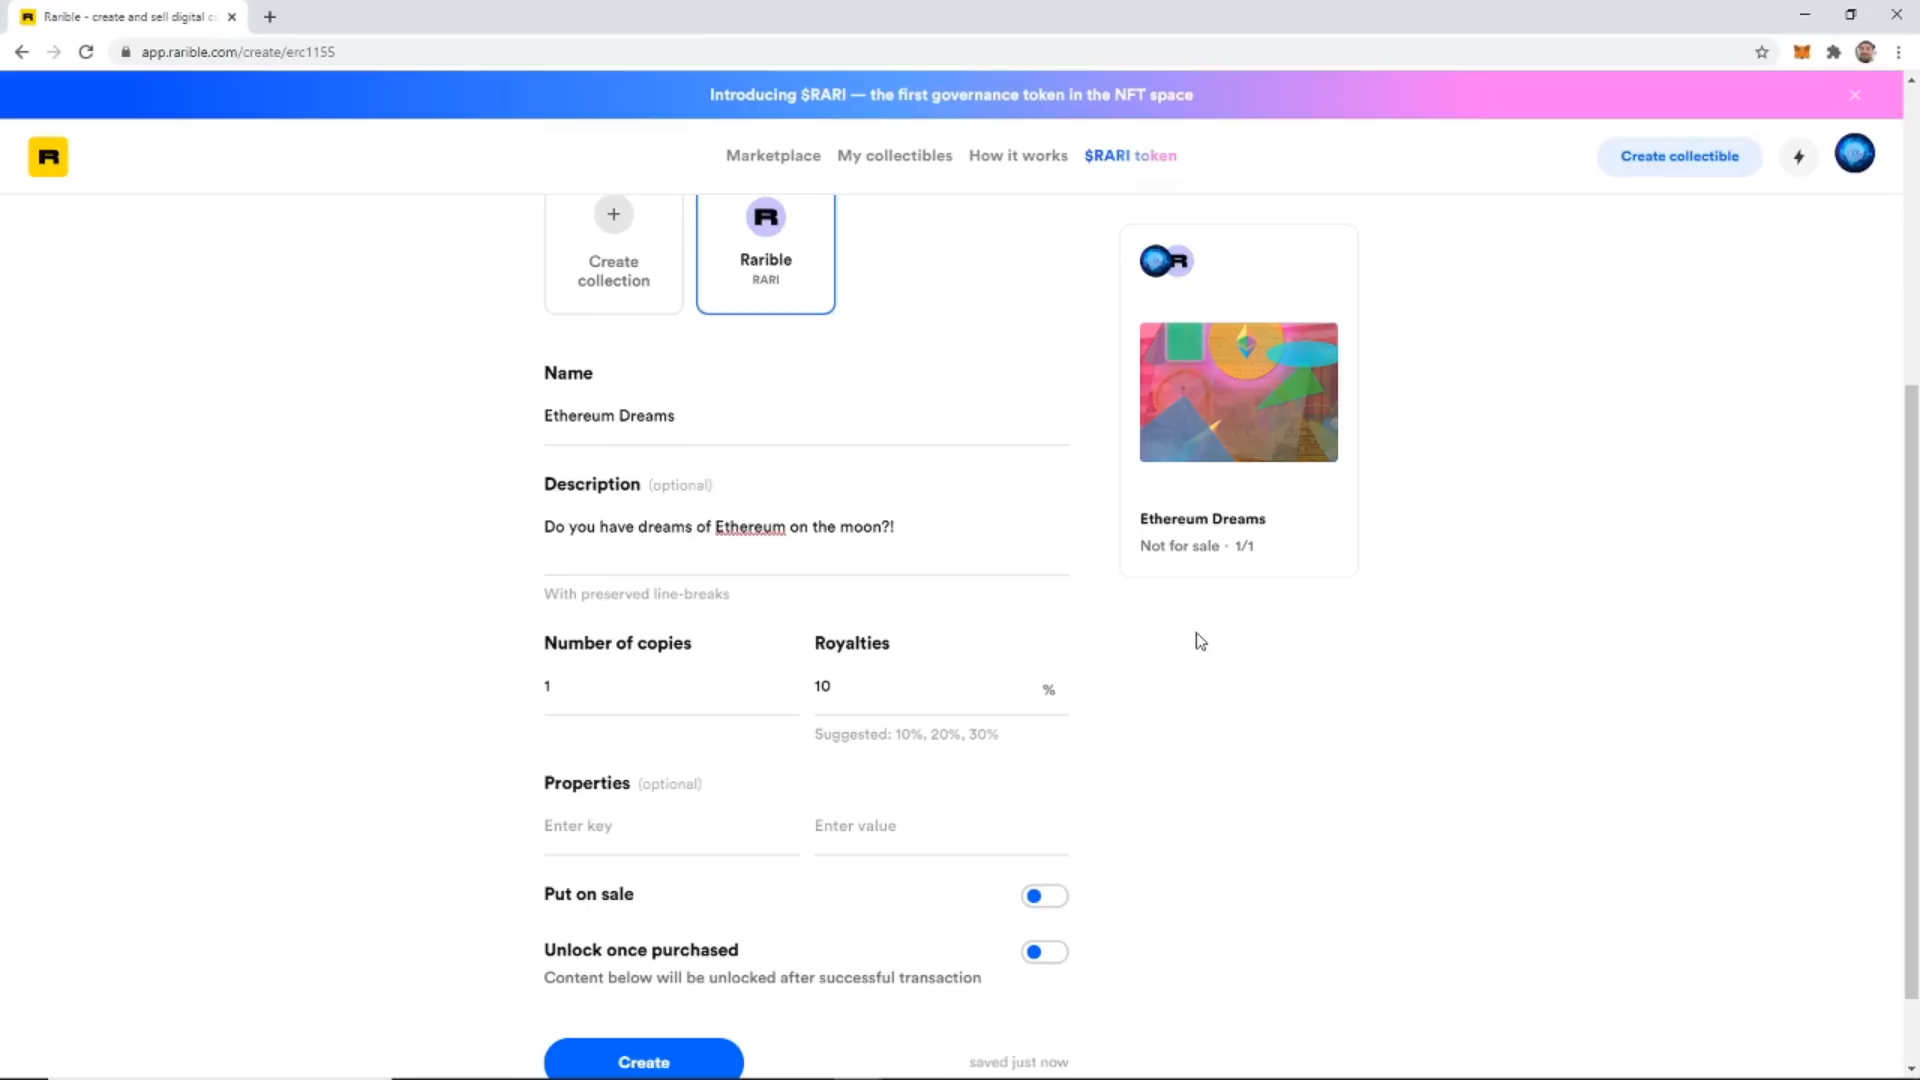 Rarible - create and sell digital c
app.rarible.com/create/erc1155
Introducing $RARI — the first governance token in the NFT space
R
Marketplace
My collectibles
How it works
$RARI token
Create collectible
Create collection
R
Rarible
RARI
Name
Ethereum Dreams
Description (optional)
Do you have dreams of Ethereum on the moon?!
With preserved line-breaks
Number of copies
Royalties
1
10
%
Suggested: 10%, 20%, 30%
Properties (optional)
Enter key
Enter value
Put on sale
Unlock once purchased
Content below will be unlocked after successful transaction
Create
saved just now
R
Ethereum Dreams
Not for sale · 1/1